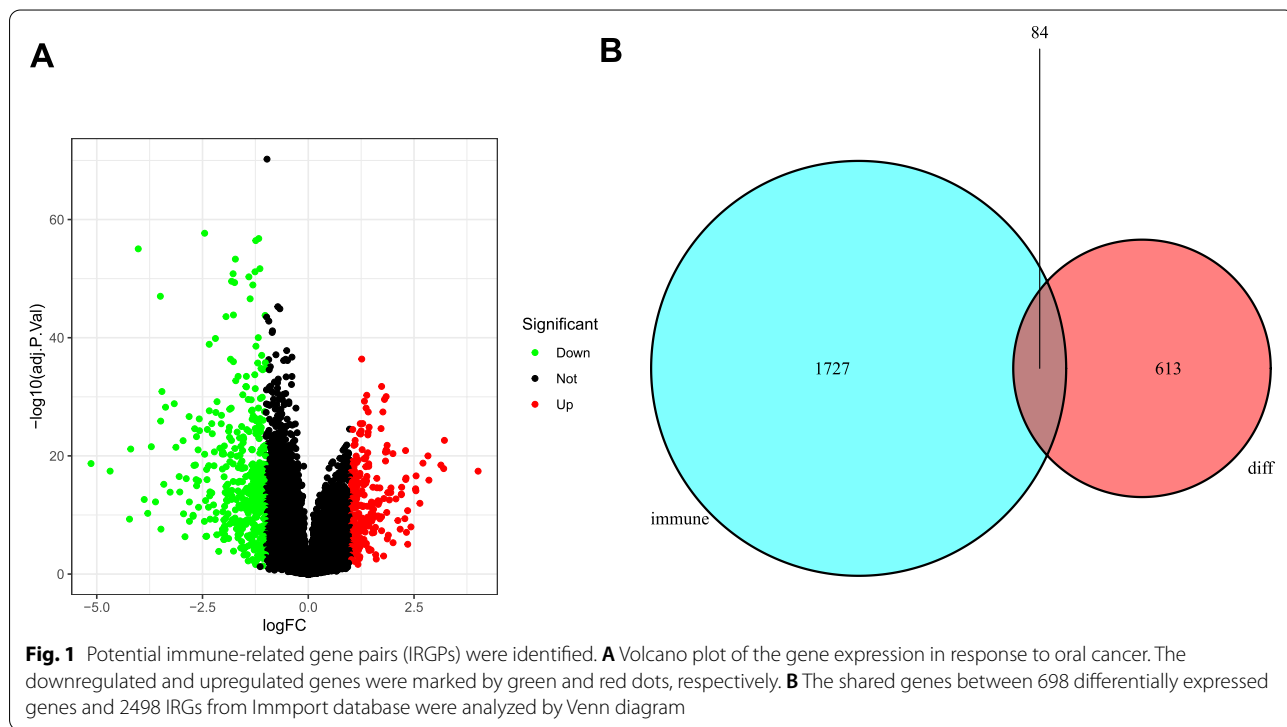 A
B
84
60
40
20
0
−log10(adj.P.Val)
−5.0
−2.5
0.0
2.5
logFC
Significant
Down
Not
Up
1727
613
immune
diff
Fig. 1 Potential immune-related gene pairs (IRGPs) were identified. A Volcano plot of the gene expression in response to oral cancer. The
downregulated and upregulated genes were marked by green and red dots, respectively. B The shared genes between 698 differentially expressed
genes and 2498 IRGs from Immport database were analyzed by Venn diagram